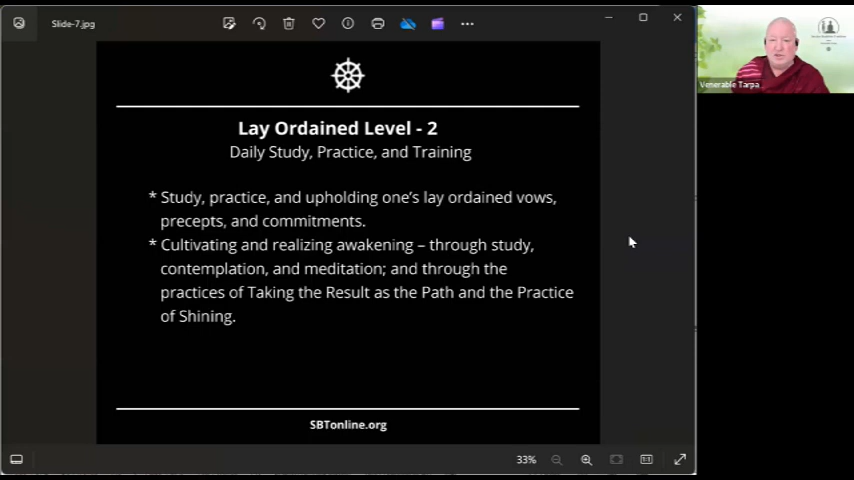 Slide-7.jpg
Lay Ordained Level - 2
Daily Study, Practice, and Training
* Study, practice, and upholding one's lay ordained vows,
precepts, and commitments.
* Cultivating and realizing awakening – through study,
contemplation, and meditation; and through the
practices of Taking the Result as the Path and the Practice
of Shining.
SBTonline.org
33%
Venerable Tarpa